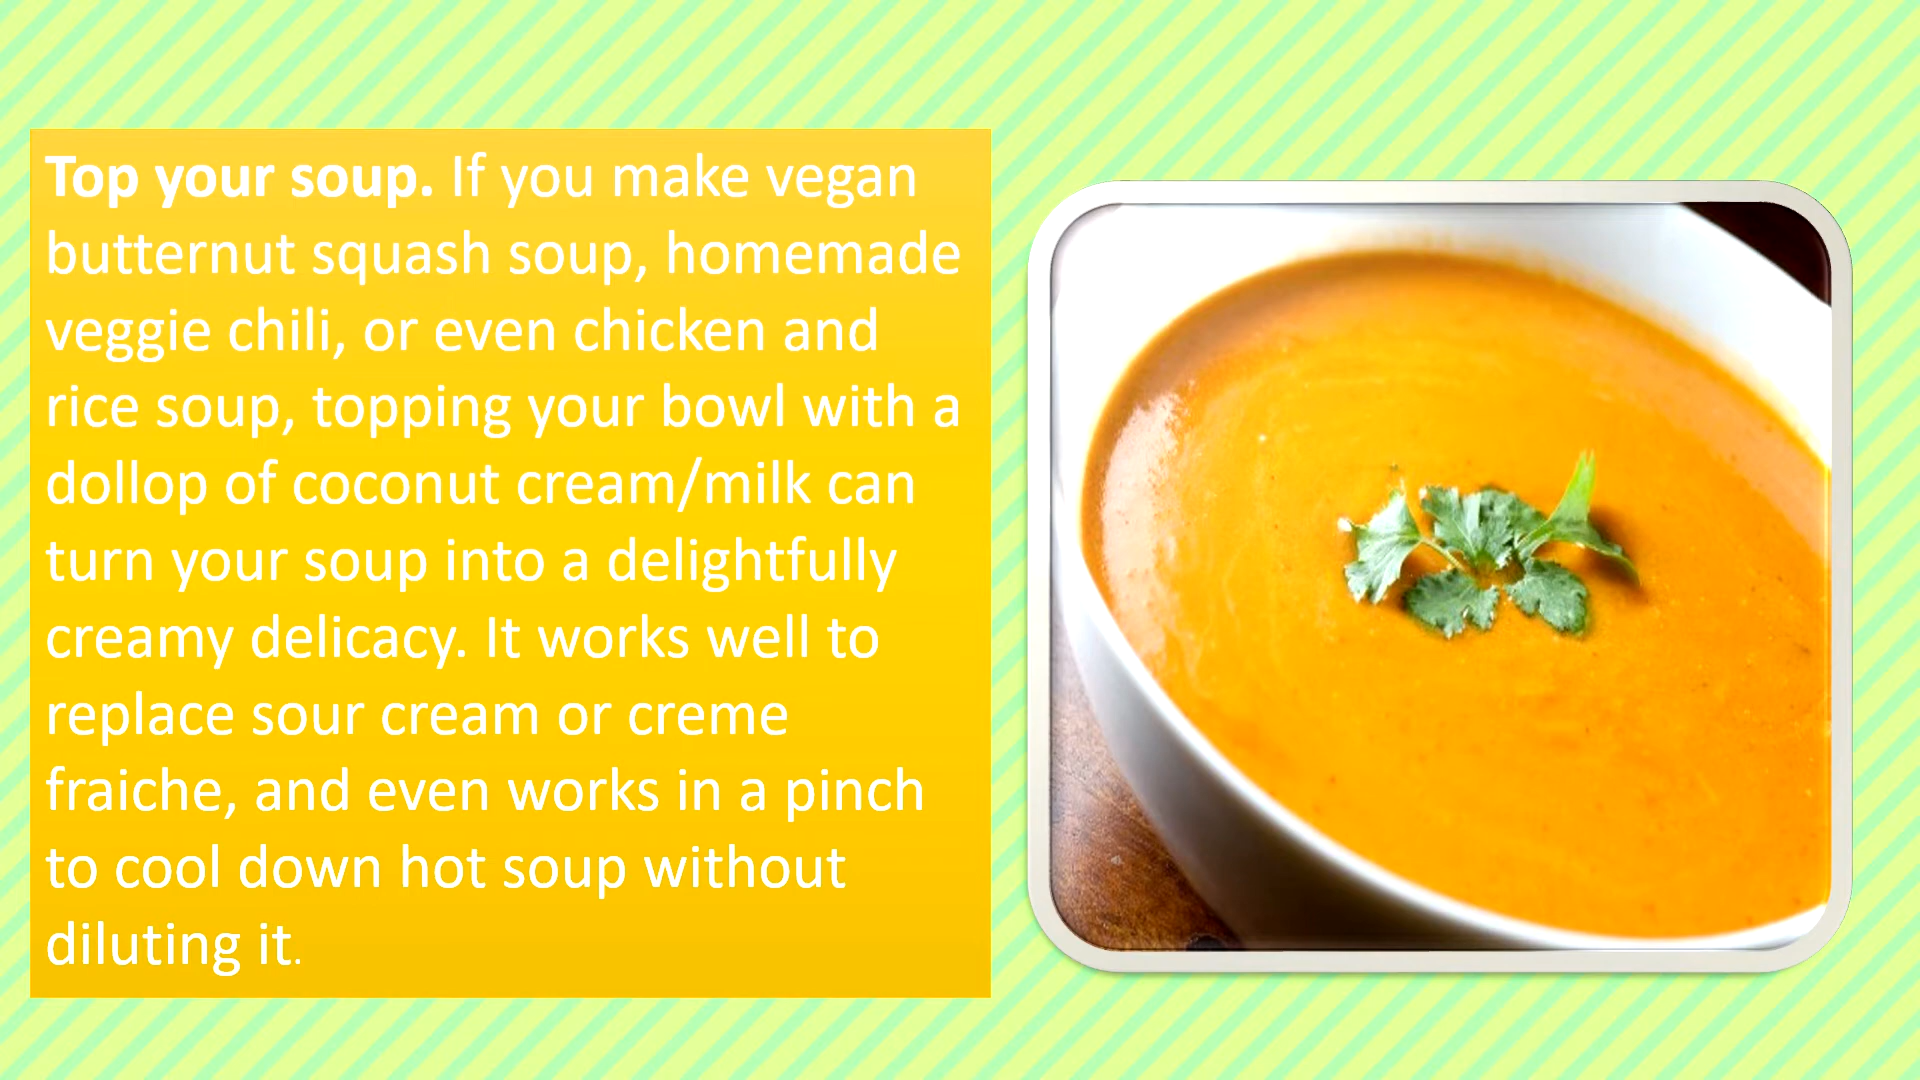 Top your soup. If you make vegan
butternut squash soup, homemade
veggie chili, or even chicken and
rice soup, topping your bowl with a
dollop of coconut cream/milk can
turn your soup into a delightfully
creamy delicacy. It works well to
replace sour cream or creme
fraiche, and even works in a pinch
to cool down hot soup without
diluting it.